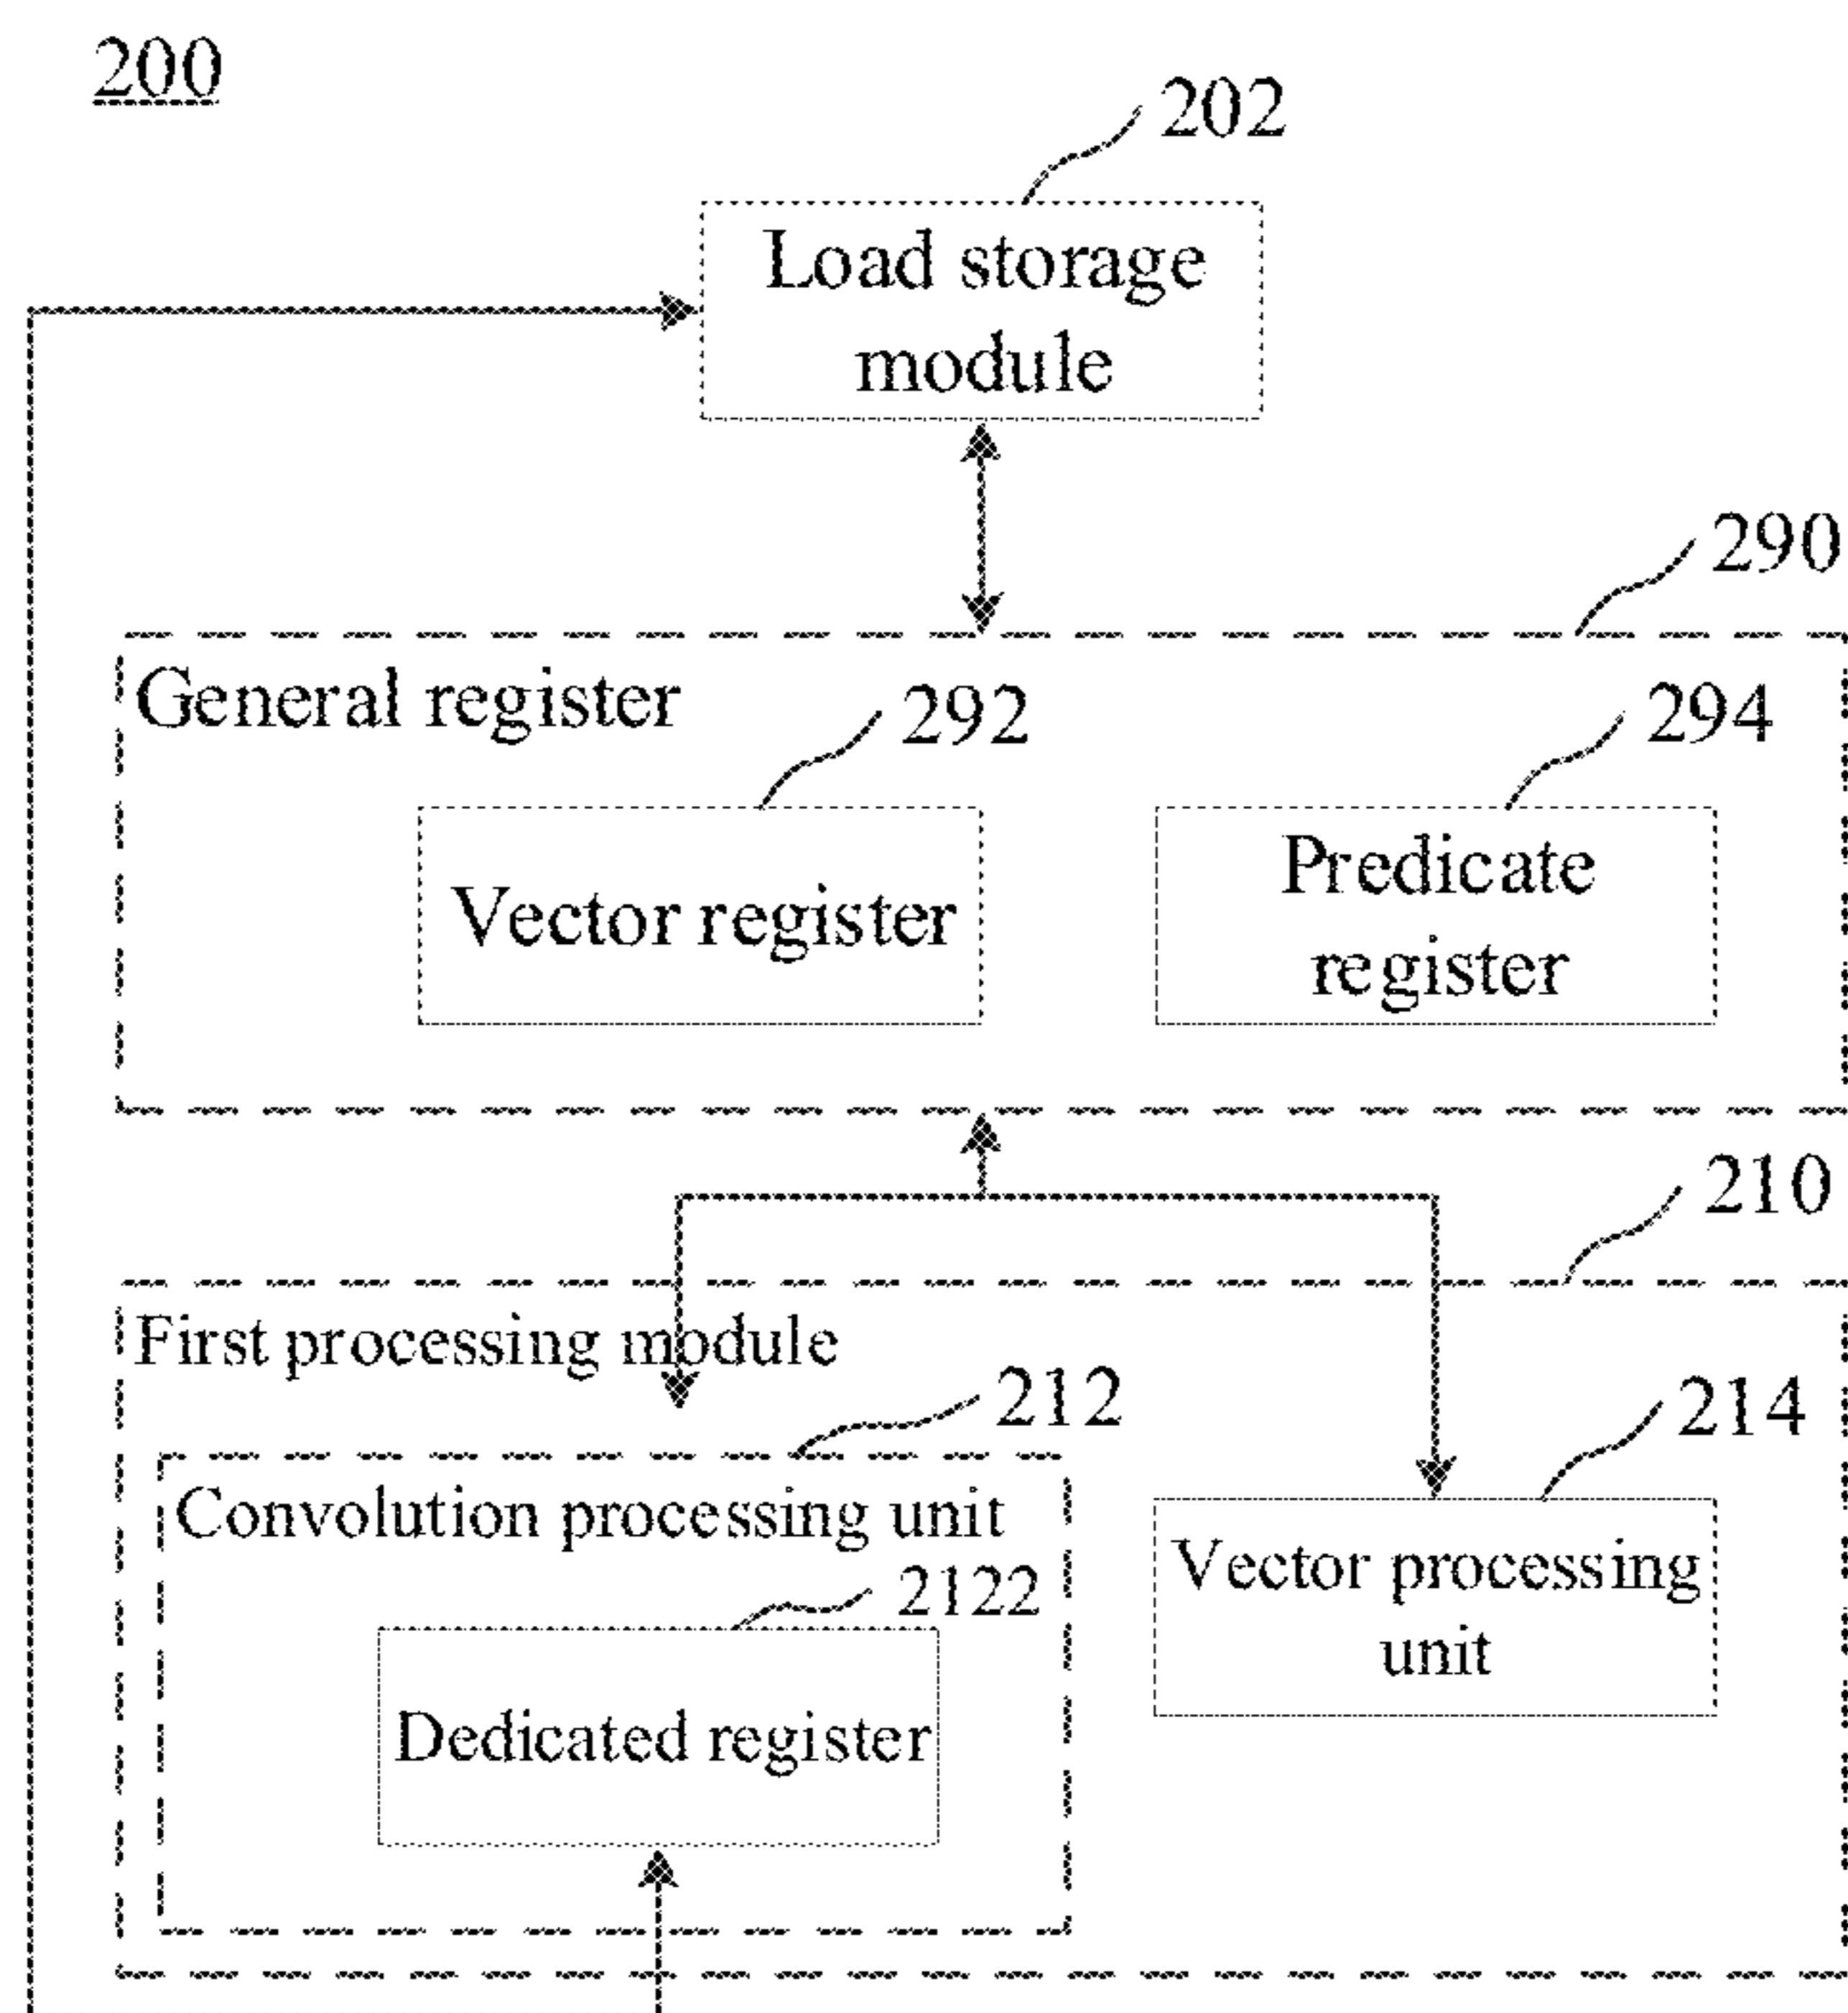 200
202
Load storage
module
290
General register
292
294
Vector register
Predicate
register
210
First processing module
212
214
Convolution processing unit
2122
Vector processing
unit
Dedicated register